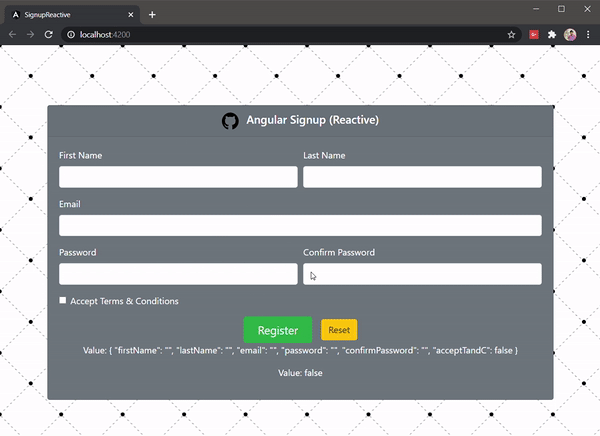 SignupReactive
localhost:4200
Angular Signup (Reactive)
First Name Last Name
Email
Password Confirm Password
Accept Terms & Conditions
Register Reset
Value: { "firstName": "", "lastName": "", "email": "", "password": "", "confirmPassword": "", "acceptTandC": false }
Value: false